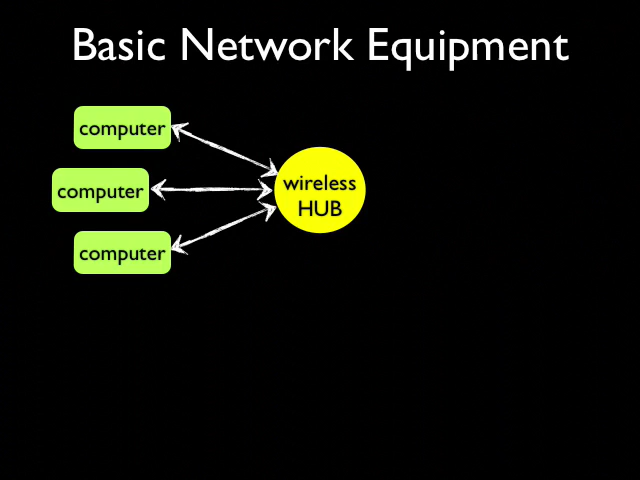 Basic Network Equipment
computer
computer
computer
wireless
HUB